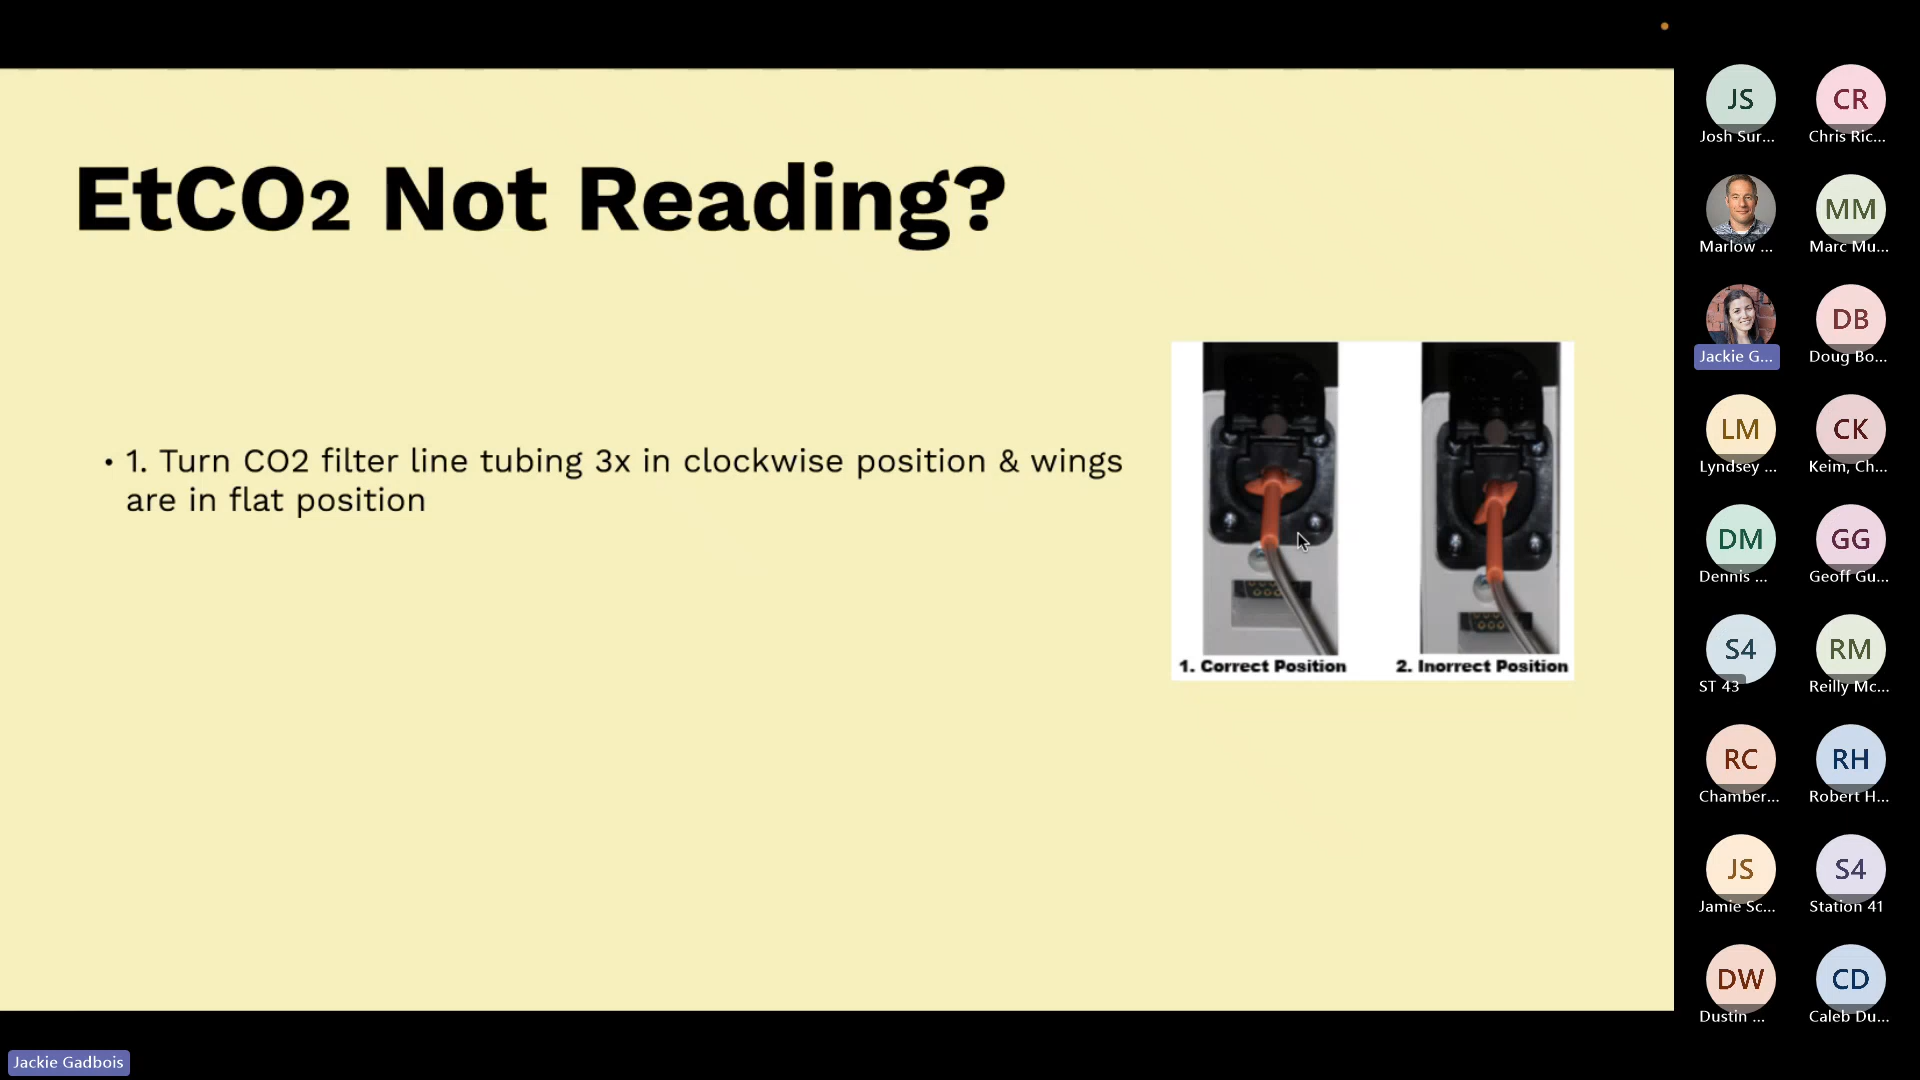 EtCO2 Not Reading?
• 1. Turn CO2 filter line tubing 3x in clockwise position & wings
are in flat position
1. Correct Position
2. Inorrect Position
JS
Josh Sur...
CR
Chris Ric...
Marlow ...
MM
Marc Mu...
Jackie G...
DB
Doug Bo...
LM
Lyndsey ...
CK
Keim, Ch...
DM
Dennis ...
GG
Geoff Gu...
S4
ST 43
RM
Reilly Mc...
RC
Chamber...
RH
Robert H...
JS
Jamie Sc...
S4
Station 41
DW
Dustin ...
CD
Caleb Du...
Jackie Gadbois